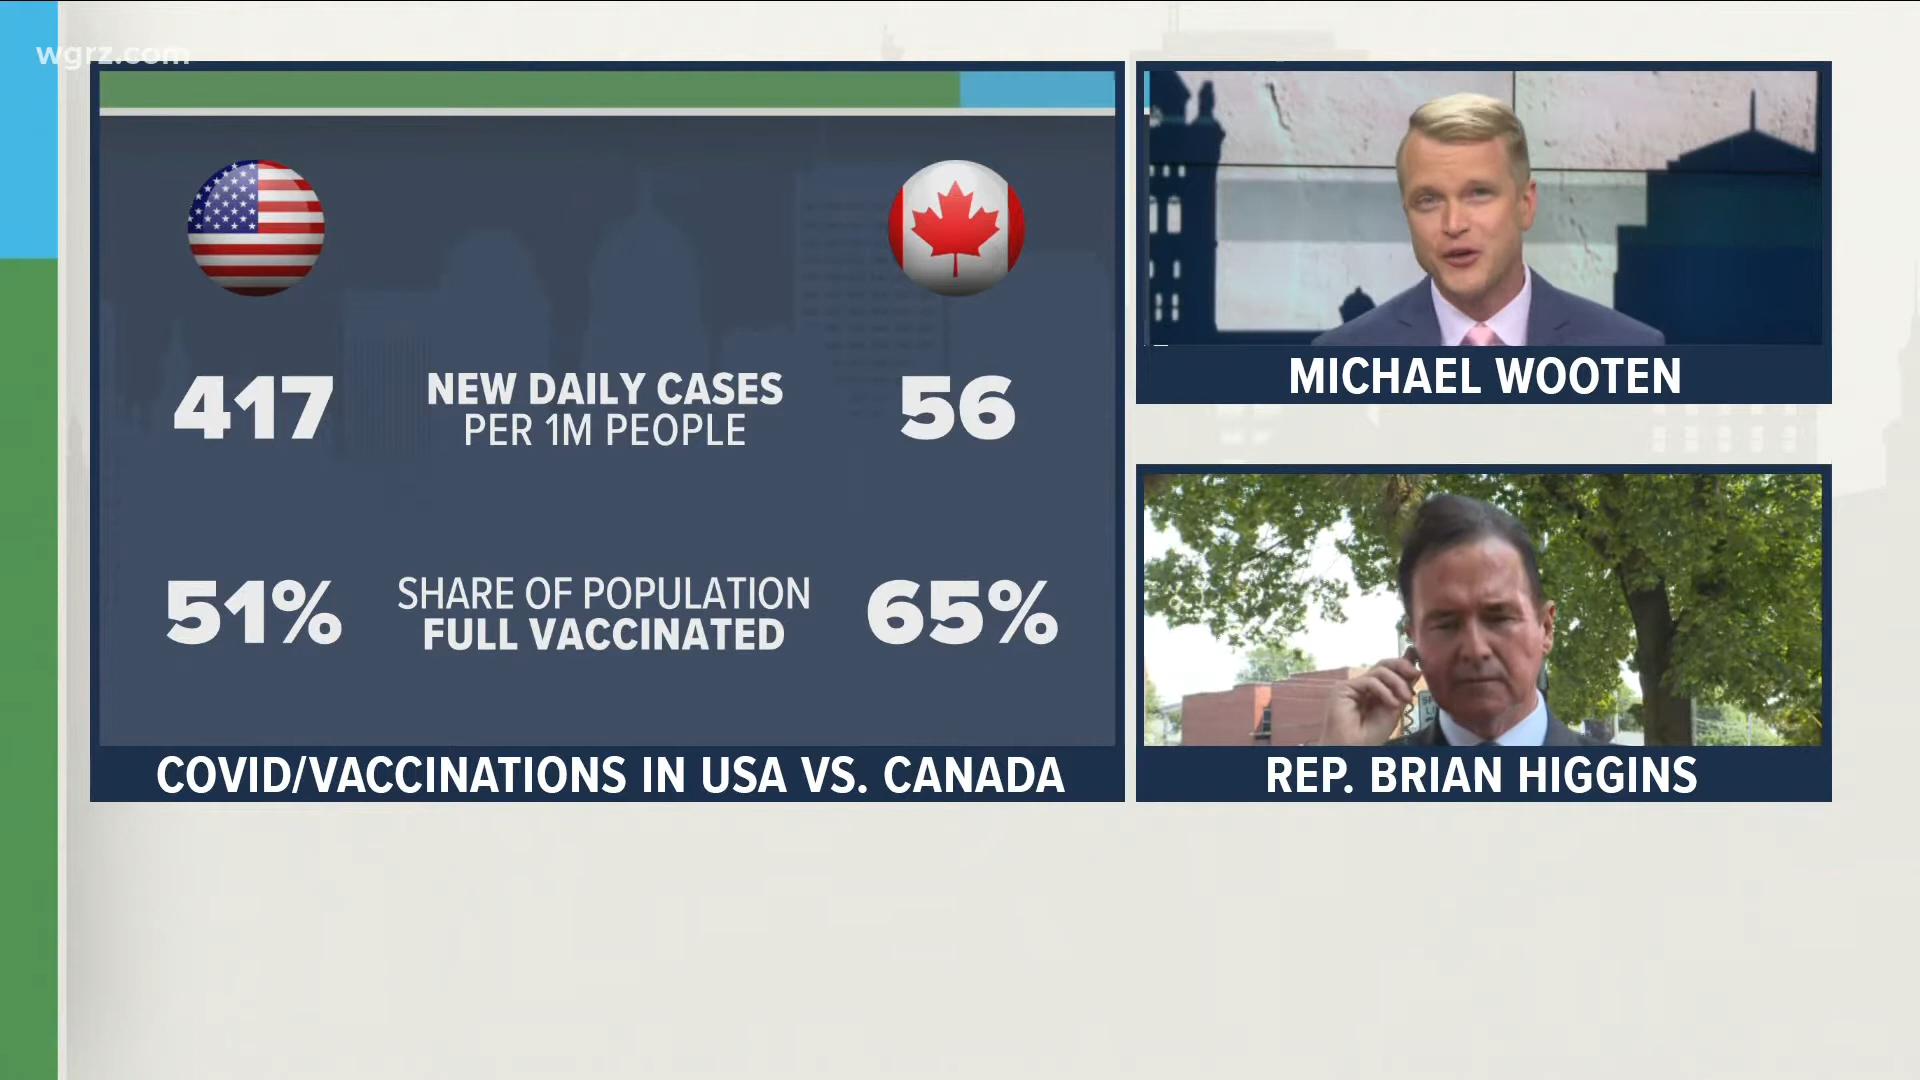 wgrz.com
417
NEW DAILY CASES
PER 1M PEOPLE
56
51%
SHARE OF POPULATION
FULL VACCINATED
65%
COVID/VACCINATIONS IN USA VS. CANADA
MICHAEL WOOTEN
REP. BRIAN HIGGINS